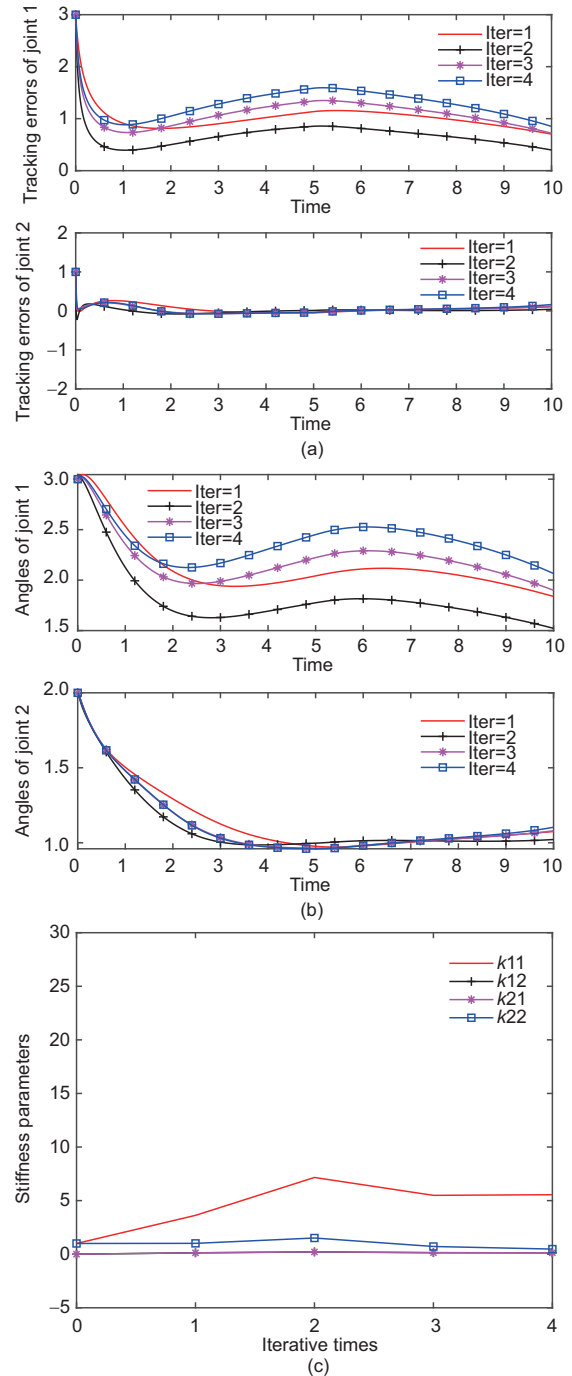 Tracking errors of joint 1
3
2
1
0
Iter=1
Iter=2
Iter=3
Iter=4
0 1 2 3 4 5 6 7 8 9 10
Time
Tracking errors of joint 2
2
1
0
−1
−2
Iter=1
Iter=2
Iter=3
Iter=4
0 1 2 3 4 5 6 7 8 9 10
Time
(a)
Angles of joint 1
3.0
2.5
2.0
1.5
Iter=1
Iter=2
Iter=3
Iter=4
0 1 2 3 4 5 6 7 8 9 10
Time
Angles of joint 2
2.0
1.5
1.0
Iter=1
Iter=2
Iter=3
Iter=4
0 1 2 3 4 5 6 7 8 9 10
Time
(b)
Stiffness parameters
30
25
20
15
10
5
0
−5
k11
k12
k21
k22
0 1 2 3 4
Iterative times
(c)